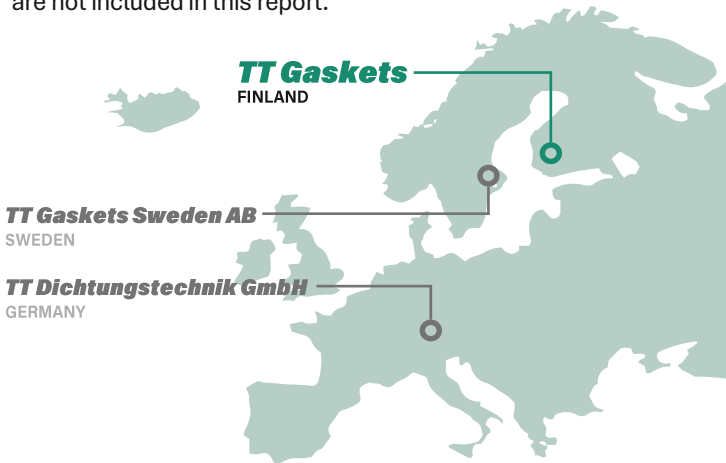 are not included in this report.
TT Gaskets
FINLAND
TT Gaskets Sweden AB
SWEDEN
TT Dichtungstechnik GmbH
GERMANY